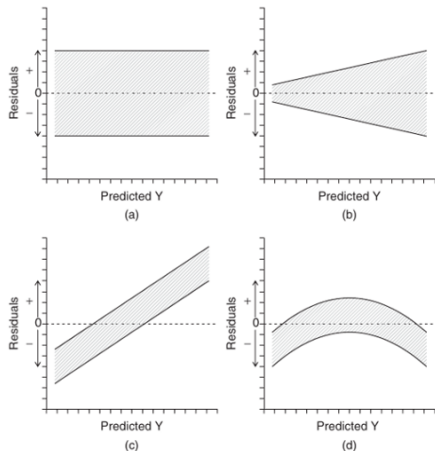 Residuals
+
0
−
Predicted Y
(a)
Residuals
+
0
−
Predicted Y
(b)
Residuals
+
0
−
Predicted Y
(c)
Residuals
+
0
−
Predicted Y
(d)